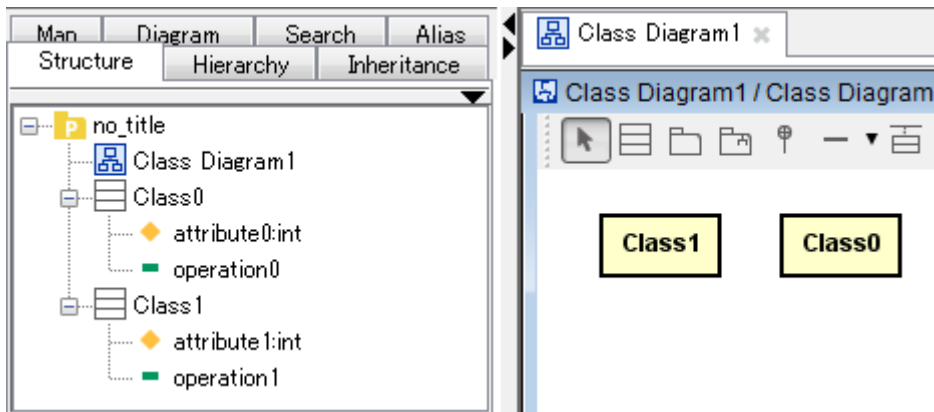 Map Diagram Search Alias
Structure Hierarchy Inheritance
no_title
Class Diagram1
Class0
attribute0:int
operation0
Class1
attribute1:int
operation1
Class Diagram1
Class Diagram1 / Class Diagram
Class1 Class0